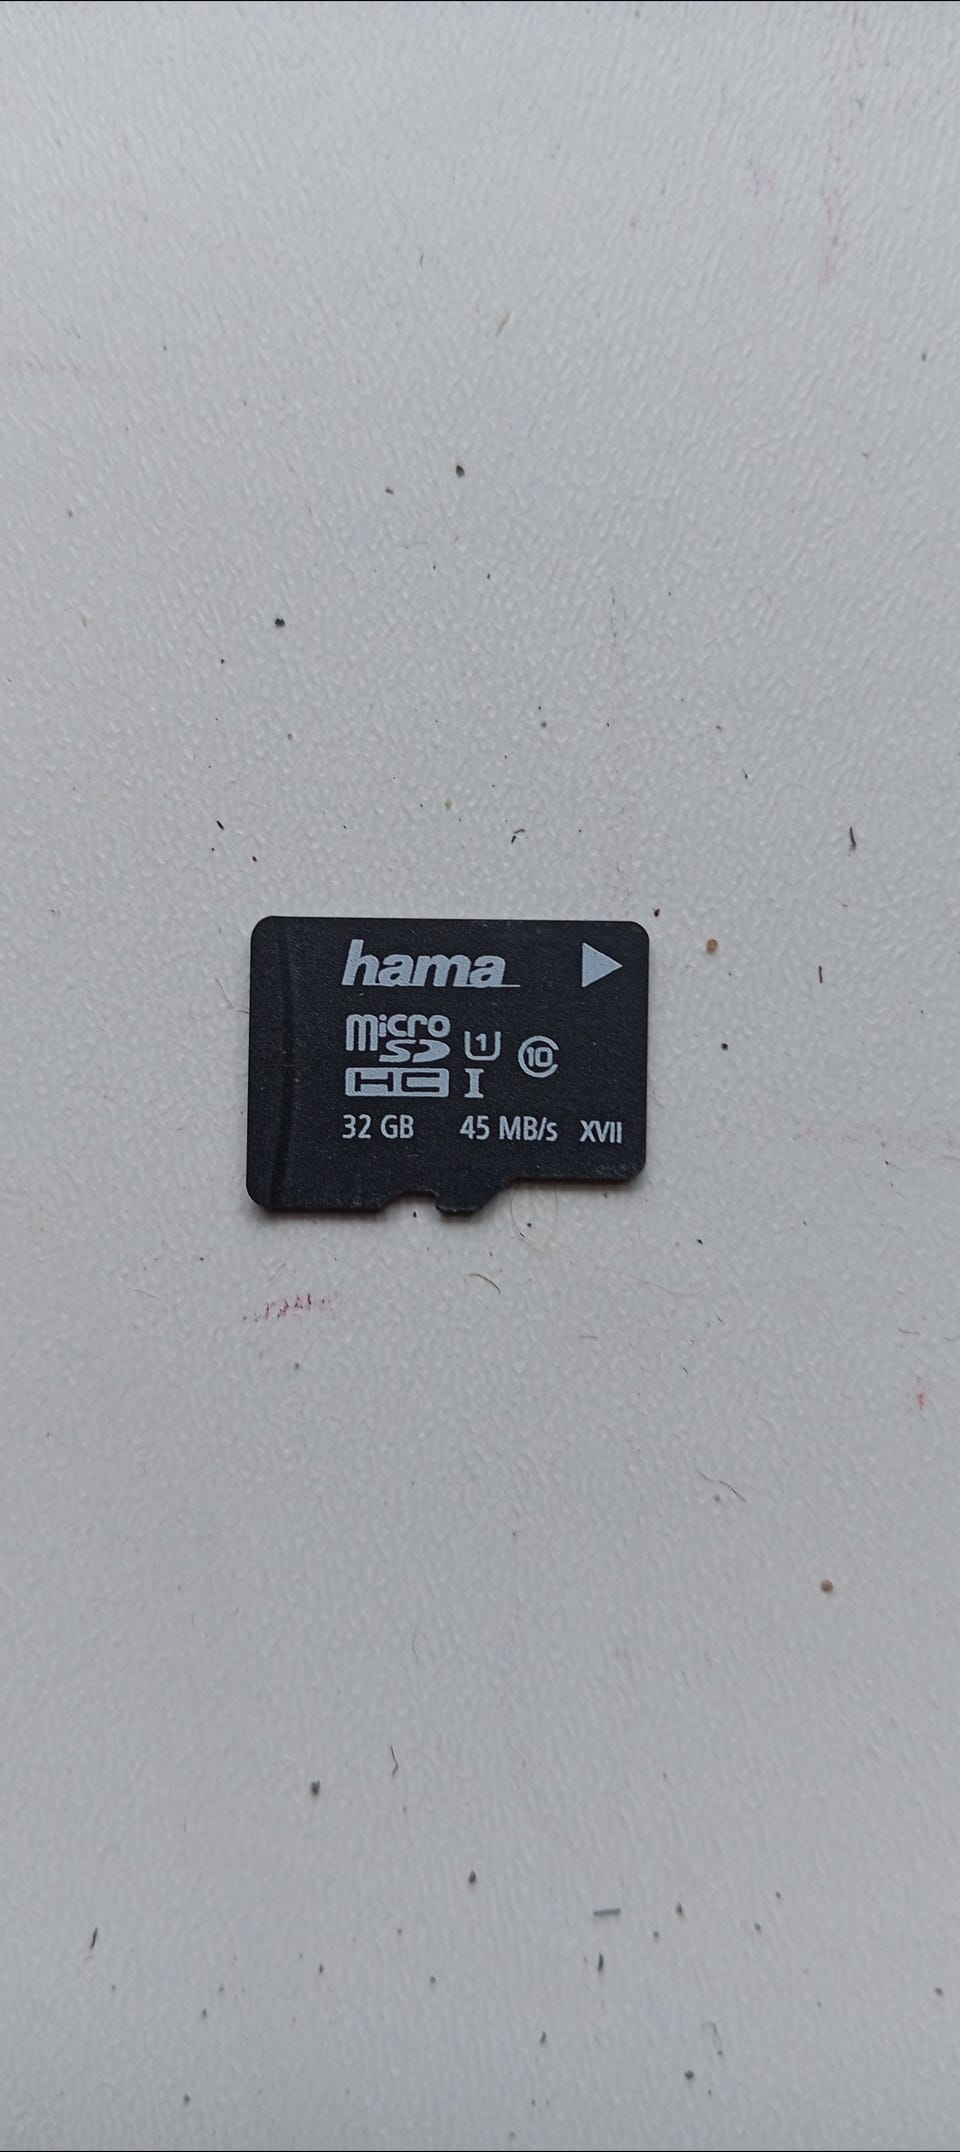 hama
micro
SD U1 10
HC I
32 GB 45 MB/s XVII